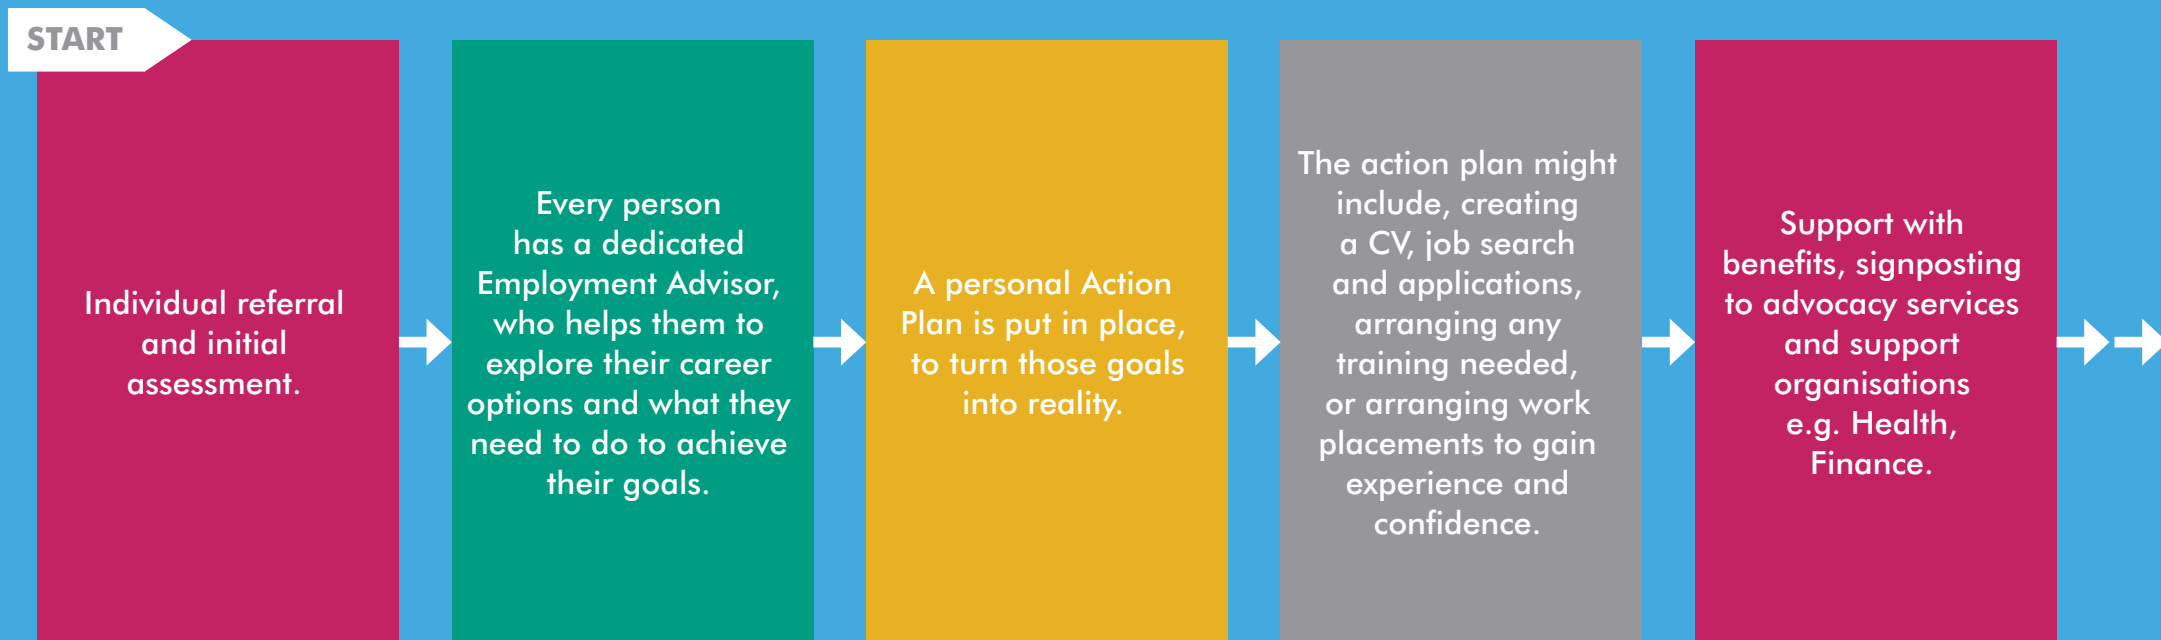 START
Individual referral
and initial
assessment.
Every person
has a dedicated
Employment Advisor,
who helps them to
explore their career
options and what they
need to do to achieve
their goals.
A personal Action
Plan is put in place,
to turn those goals
into reality.
The action plan might
include, creating
a CV, job search
and applications,
arranging any
training needed,
or arranging work
placements to gain
experience and
confidence.
Support with
benefits, signposting
to advocacy services
and support
organisations
e.g. Health,
Finance.